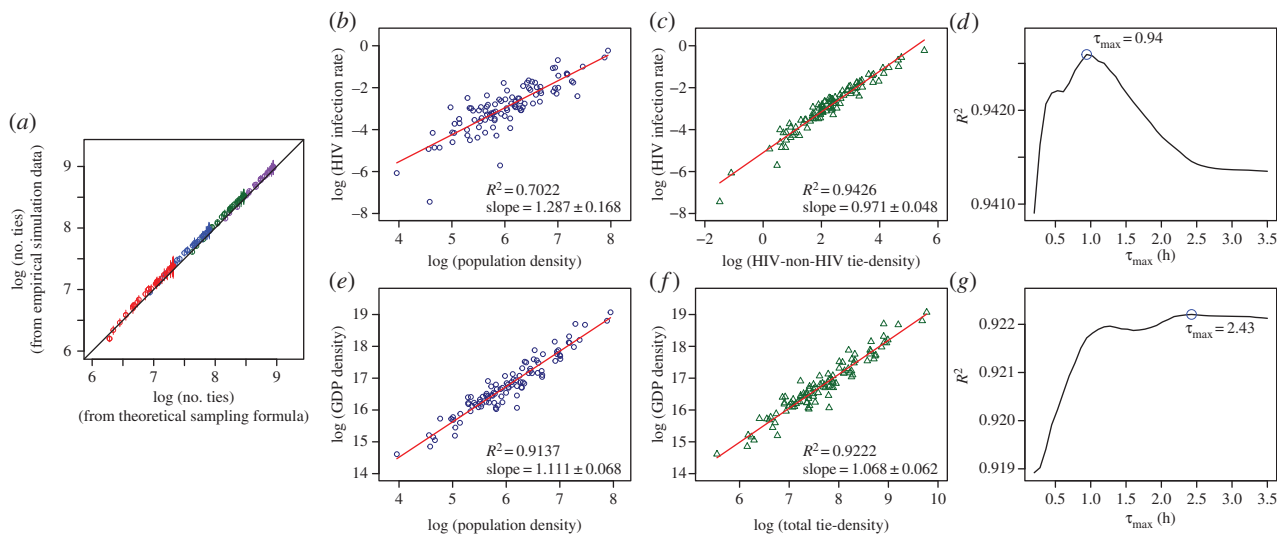 (a)
log (no. ties)
(from empirical simulation data)
9
8
7
6
6 7 8 9
log (no. ties)
(from theoretical sampling formula)
(b)
log (HIV infection rate)
0
−2
−4
−6
−8
R² = 0.7022
slope = 1.287 ± 0.168
4 5 6 7 8
log (population density)
(c)
log (HIV infection rate)
0
−2
−4
−6
−8
R² = 0.9426
slope = 0.971 ± 0.048
−2 0 2 4 6
log (HIV-non-HIV tie-density)
(d)
R²
0.9420
0.9410
τmax = 0.94
0.5 1.0 1.5 2.0 2.5 3.0 3.5
τmax (h)
(e)
log (GDP density)
19
18
17
16
15
14
R² = 0.9137
slope = 1.111 ± 0.068
4 5 6 7 8
log (population density)
(f)
log (GDP density)
19
18
17
16
15
14
R² = 0.9222
slope = 1.068 ± 0.062
6 7 8 9 10
log (total tie-density)
(g)
R²
0.922
0.921
0.920
0.919
τmax = 2.43
0.5 1.0 1.5 2.0 2.5 3.0 3.5
τmax (h)